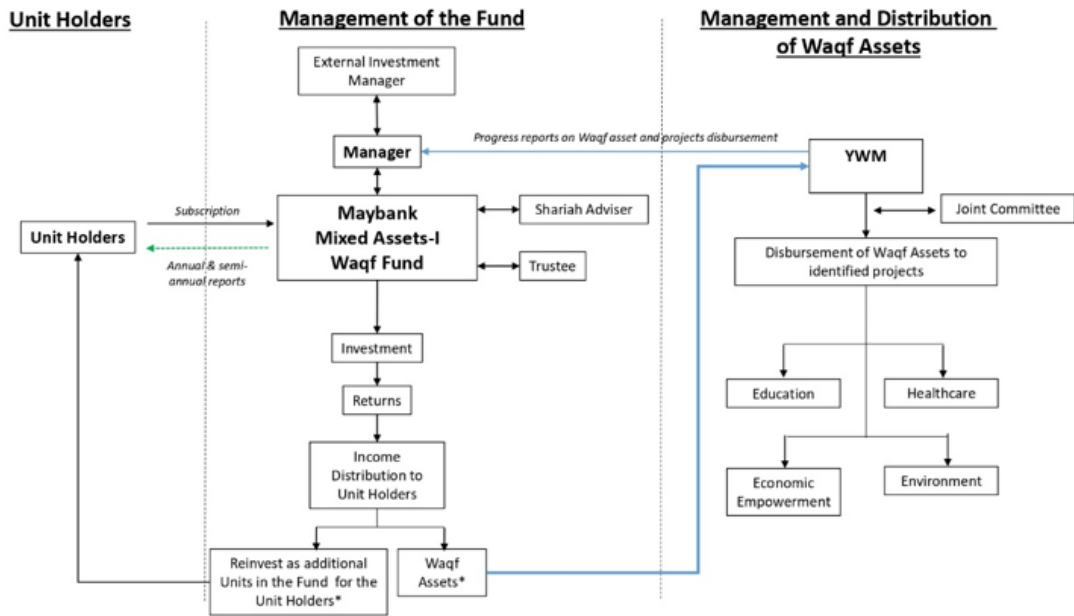 Unit Holders
Management of the Fund
Management and Distribution
of Waqf Assets
External Investment
Manager
Progress reports on Waqf asset and projects disbursement
Manager
YWM
Subscription
Maybank
Mixed Assets-I
Waqf Fund
Shariah Adviser
Joint Committee
Unit Holders
Annual & semi-
annual reports
Trustee
Disbursement of Waqf Assets to
identified projects
Investment
Returns
Education
Healthcare
Income
Distribution to
Unit Holders
Economic
Empowerment
Environment
Reinvest as additional
Units in the Fund for the
Unit Holders*
Waqf
Assets*